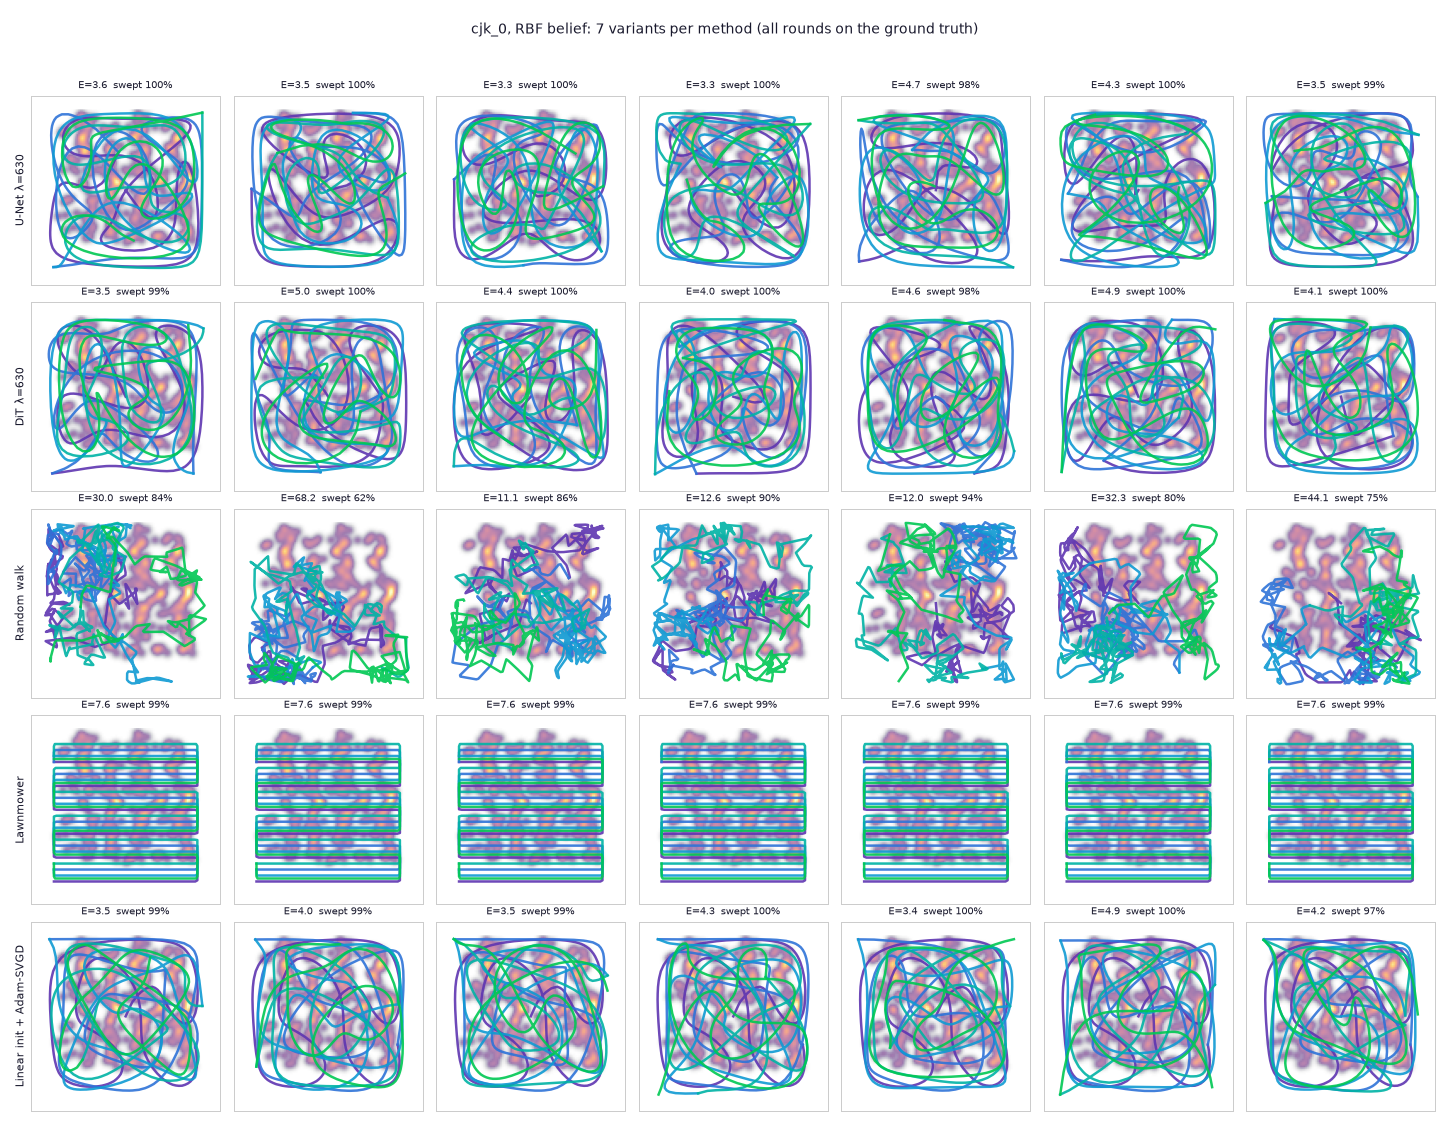 cjk_0, RBF belief: 7 variants per method (all rounds on the ground truth)
E=3.6 swept 100% E=3.5 swept 100% E=3.3 swept 100% E=3.3 swept 100% E=4.7 swept 98% E=4.3 swept 100% E=3.5 swept 99%
U-Net λ=630
E=3.5 swept 99% E=5.0 swept 100% E=4.4 swept 100% E=4.0 swept 100% E=4.6 swept 98% E=4.9 swept 100% E=4.1 swept 100%
DiT λ=630
E=30.0 swept 84% E=68.2 swept 62% E=11.1 swept 86% E=12.6 swept 90% E=12.0 swept 94% E=32.3 swept 80% E=44.1 swept 75%
Random walk
E=7.6 swept 99% E=7.6 swept 99% E=7.6 swept 99% E=7.6 swept 99% E=7.6 swept 99% E=7.6 swept 99% E=7.6 swept 99%
Lawnmower
E=3.5 swept 99% E=4.0 swept 99% E=3.5 swept 99% E=4.3 swept 100% E=3.4 swept 100% E=4.9 swept 100% E=4.2 swept 97%
Linear init + Adam-SVGD